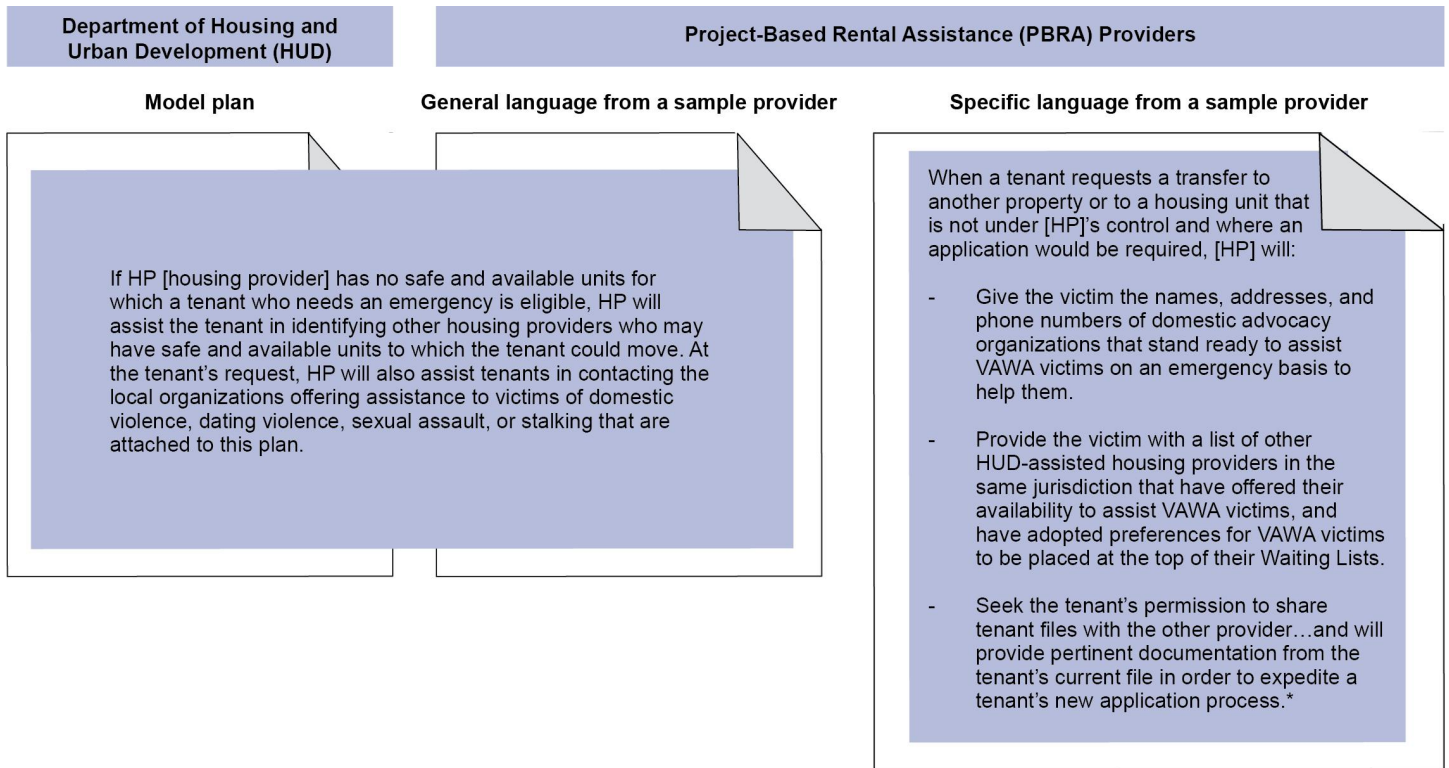 Department of Housing and
Urban Development (HUD)
Project-Based Rental Assistance (PBRA) Providers
Model plan
General language from a sample provider
Specific language from a sample provider
If HP [housing provider] has no safe and available units for
which a tenant who needs an emergency is eligible, HP will
assist the tenant in identifying other housing providers who may
have safe and available units to which the tenant could move. At
the tenant’s request, HP will also assist tenants in contacting the
local organizations offering assistance to victims of domestic
violence, dating violence, sexual assault, or stalking that are
attached to this plan.
When a tenant requests a transfer to
another property or to a housing unit that
is not under [HP]’s control and where an
application would be required, [HP] will:
- Give the victim the names, addresses, and
phone numbers of domestic advocacy
organizations that stand ready to assist
VAWA victims on an emergency basis to
help them.
- Provide the victim with a list of other
HUD-assisted housing providers in the
same jurisdiction that have offered their
availability to assist VAWA victims, and
have adopted preferences for VAWA victims
to be placed at the top of their Waiting Lists.
- Seek the tenant’s permission to share
tenant files with the other provider…and will
provide pertinent documentation from the
tenant’s current file in order to expedite a
tenant’s new application process.*